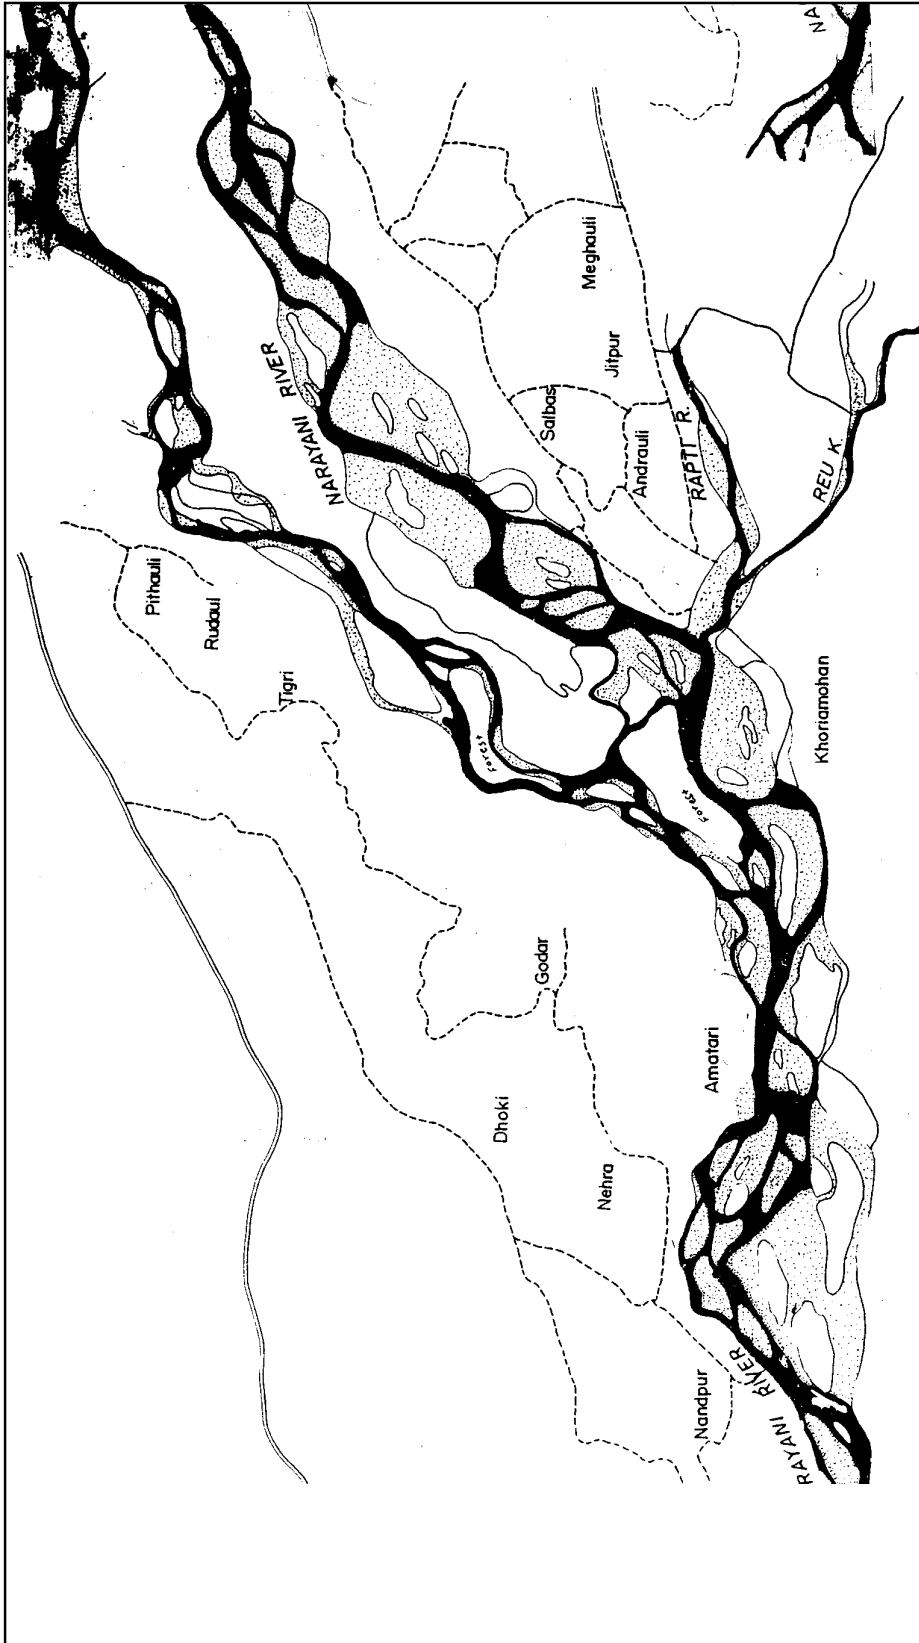 NA
NARAYANI RIVER
Meghauli
Jitpur
Salbas
Andrauli
RAPTI R.
REU K
Pithauli
Rudaul
Tigri
Forest
Forest
Khoriamohan
Godar
Amatari
Dhoki
Nehra
Nandpur
RAYANI RIVER